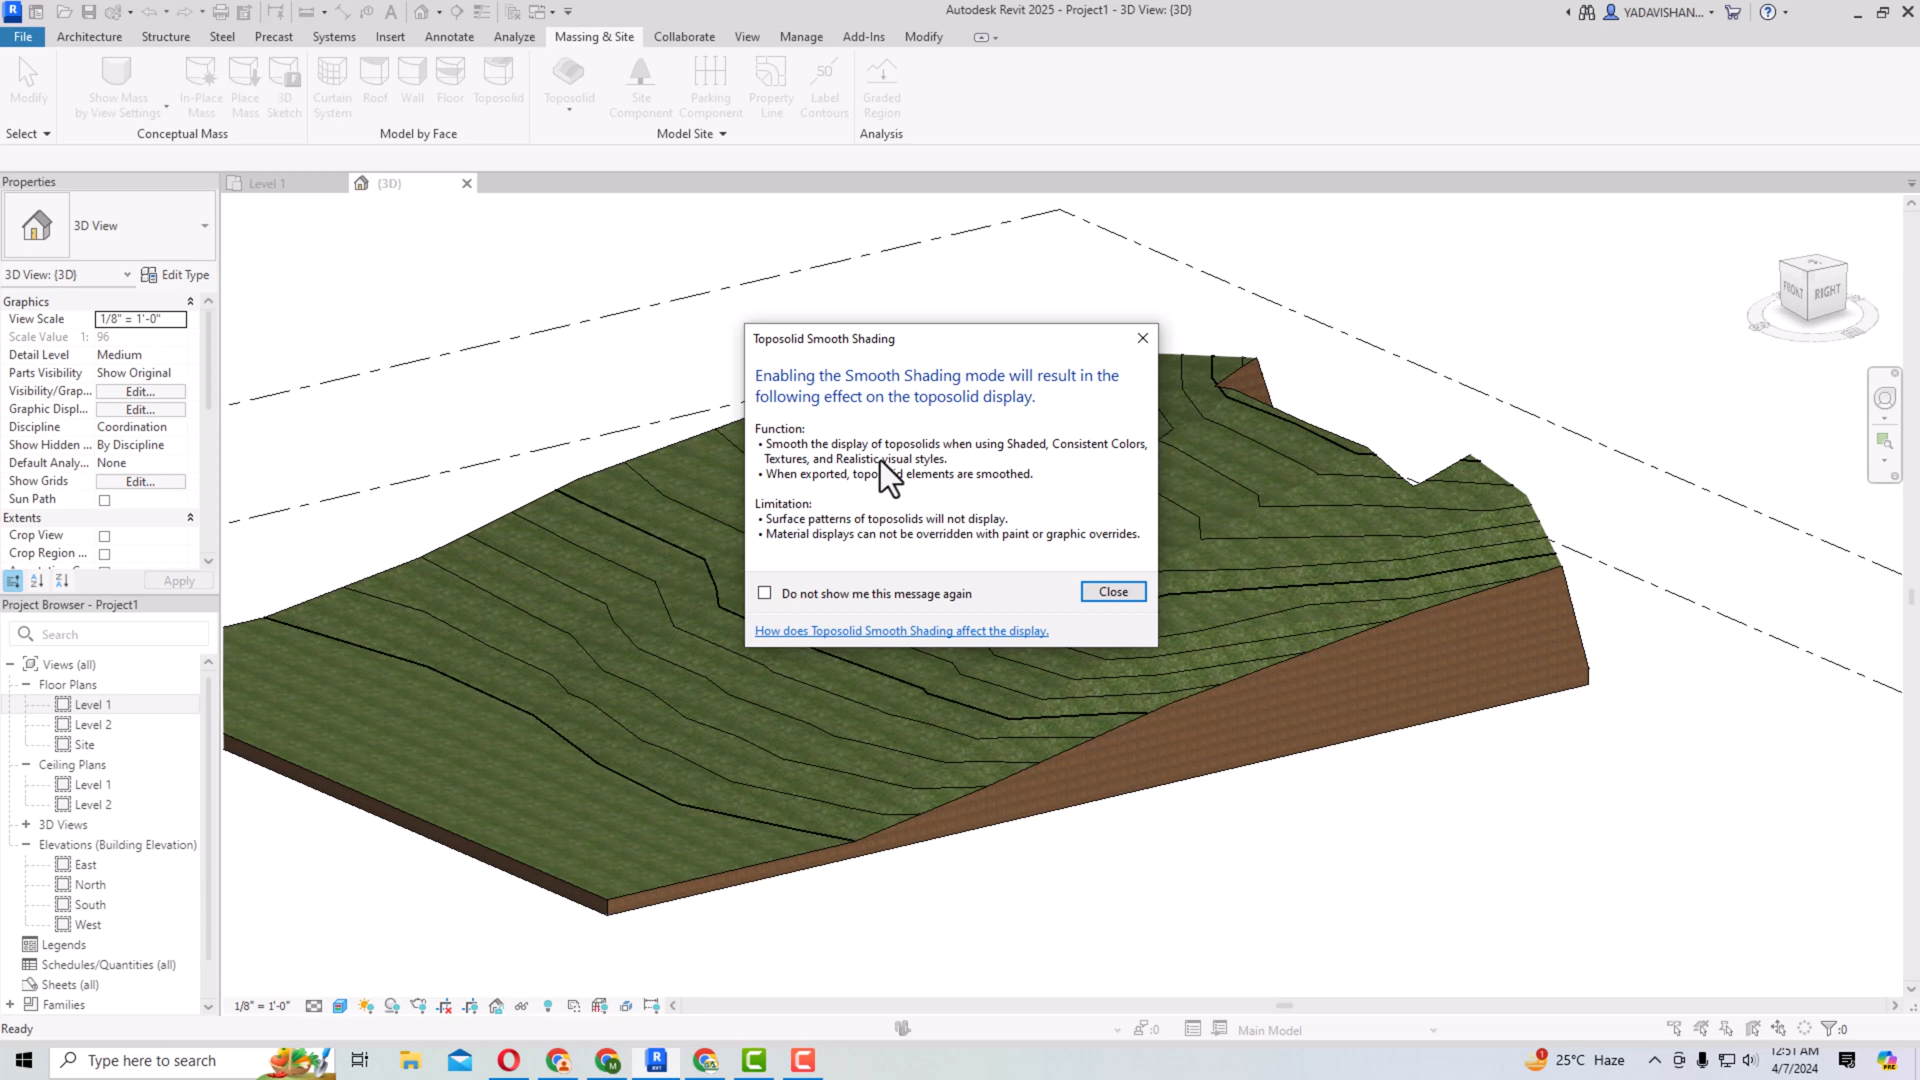 Autodesk Revit 2025 - Project1 - 3D View: {3D}
YADAVISHAN...
File Architecture Structure Steel Precast Systems Insert Annotate Analyze Massing & Site Collaborate View Manage Add-Ins Modify
Modify
Show Mass
by View Settings
In-Place
Mass
Place
Mass
3D
Sketch
Curtain
System
Roof
Wall
Floor
Toposolid
Toposolid
Site
Component
Parking
Component
Property
Line
Label
Contours
Graded
Region
Select
Conceptual Mass
Model by Face
Model Site
Analysis
Properties
Level 1
{3D}
3D View
3D View: {3D}
Edit Type
Graphics
View Scale 1/8" = 1'-0"
Scale Value 1: 96
Detail Level Medium
Parts Visibility Show Original
Visibility/Grap... Edit...
Graphic Displ... Edit...
Discipline Coordination
Show Hidden ... By Discipline
Default Analy... None
Show Grids Edit...
Sun Path
Extents
Crop View
Crop Region ...
Apply
Project Browser - Project1
Search
Views (all)
Floor Plans
Level 1
Level 2
Site
Ceiling Plans
Level 1
Level 2
3D Views
Elevations (Building Elevation)
East
North
South
West
Legends
Schedules/Quantities (all)
Sheets (all)
Families
FRONT
RIGHT
Toposolid Smooth Shading
Enabling the Smooth Shading mode will result in the
following effect on the toposolid display.
Function:
• Smooth the display of toposolids when using Shaded, Consistent Colors,
Textures, and Realistic visual styles.
• When exported, elements are smoothed.
Limitation:
• Surface patterns of toposolids will not display.
• Material displays can not be overridden with paint or graphic overrides.
Do not show me this message again
Close
How does Toposolid Smooth Shading affect the display.
1/8" = 1'-0"
Ready
:0
Main Model
:0
Type here to search
25°C Haze
12:51 AM
4/7/2024